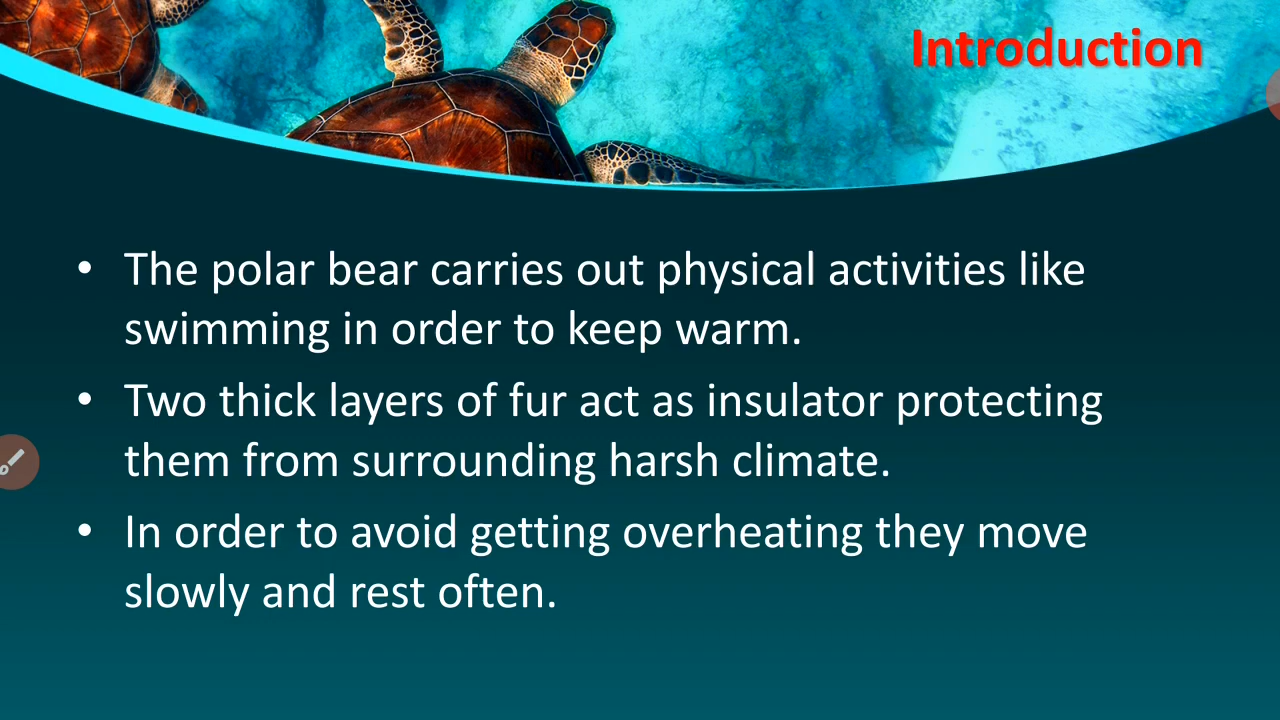 Introduction
• The polar bear carries out physical activities like
swimming in order to keep warm.
• Two thick layers of fur act as insulator protecting
them from surrounding harsh climate.
• In order to avoid getting overheating they move
slowly and rest often.